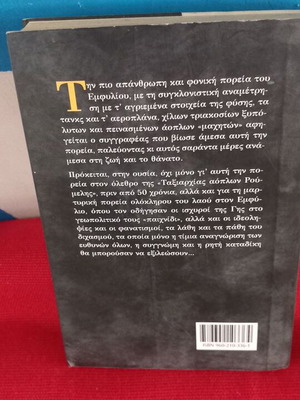 Την πιο απάνθρωπη και φονική πορεία του
Εμφυλίου, με τη συγκλονιστική αναμέτρη-
ση με τ' αγριεμένα στοιχεία της φύσης, τα
τανκς και τ' αεροπλάνα, χίλιων τριακοσίων ξυπό-
λυτων και πεινασμένων άοπλων «μαχητών» αφη-
γείται ο συγγραφέας που βίωσε άμεσα αυτή την
πορεία, παλεύοντας κι αυτός σαράντα μέρες ανά-
μεσα στη ζωή και το θάνατο.
Πρόκειται, στην ουσία, όχι μόνο γι' αυτή την πο-
ρεία στον όλεθρο της «Ταξιαρχίας αόπλων Ρού-
μελης», πριν από 50 χρόνια, αλλά και για τη μαρ-
τυρική πορεία ολόκληρου του λαού στον Εμφύ-
λιο, όπου τον οδήγησαν οι ισχυροί της Γης στο
γεωπολιτικό τους «παιχνίδι», αλλά και οι ιδεολη-
ψίες και οι φανατισμοί, τα λάθη και τα πάθη του
διχασμού, τα οποία μόνο η τίμια αναγνώριση των
ευθυνών όλων, η συγγνώμη και η ρητή καταδίκη
θα μπορούσαν να εξιλεώσουν...